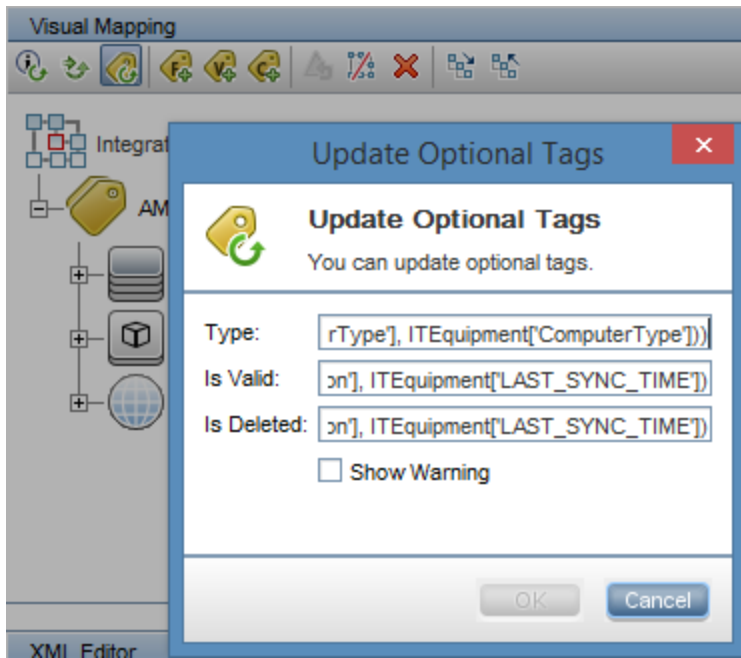 Visual Mapping
Integrat
Update Optional Tags
AM
Update Optional Tags
You can update optional tags.
Type: rType'], ITEquipment['ComputerType']))
Is Valid: on'], ITEquipment['LAST_SYNC_TIME'])
Is Deleted: on'], ITEquipment['LAST_SYNC_TIME'])
Show Warning
OK Cancel
XML Editor